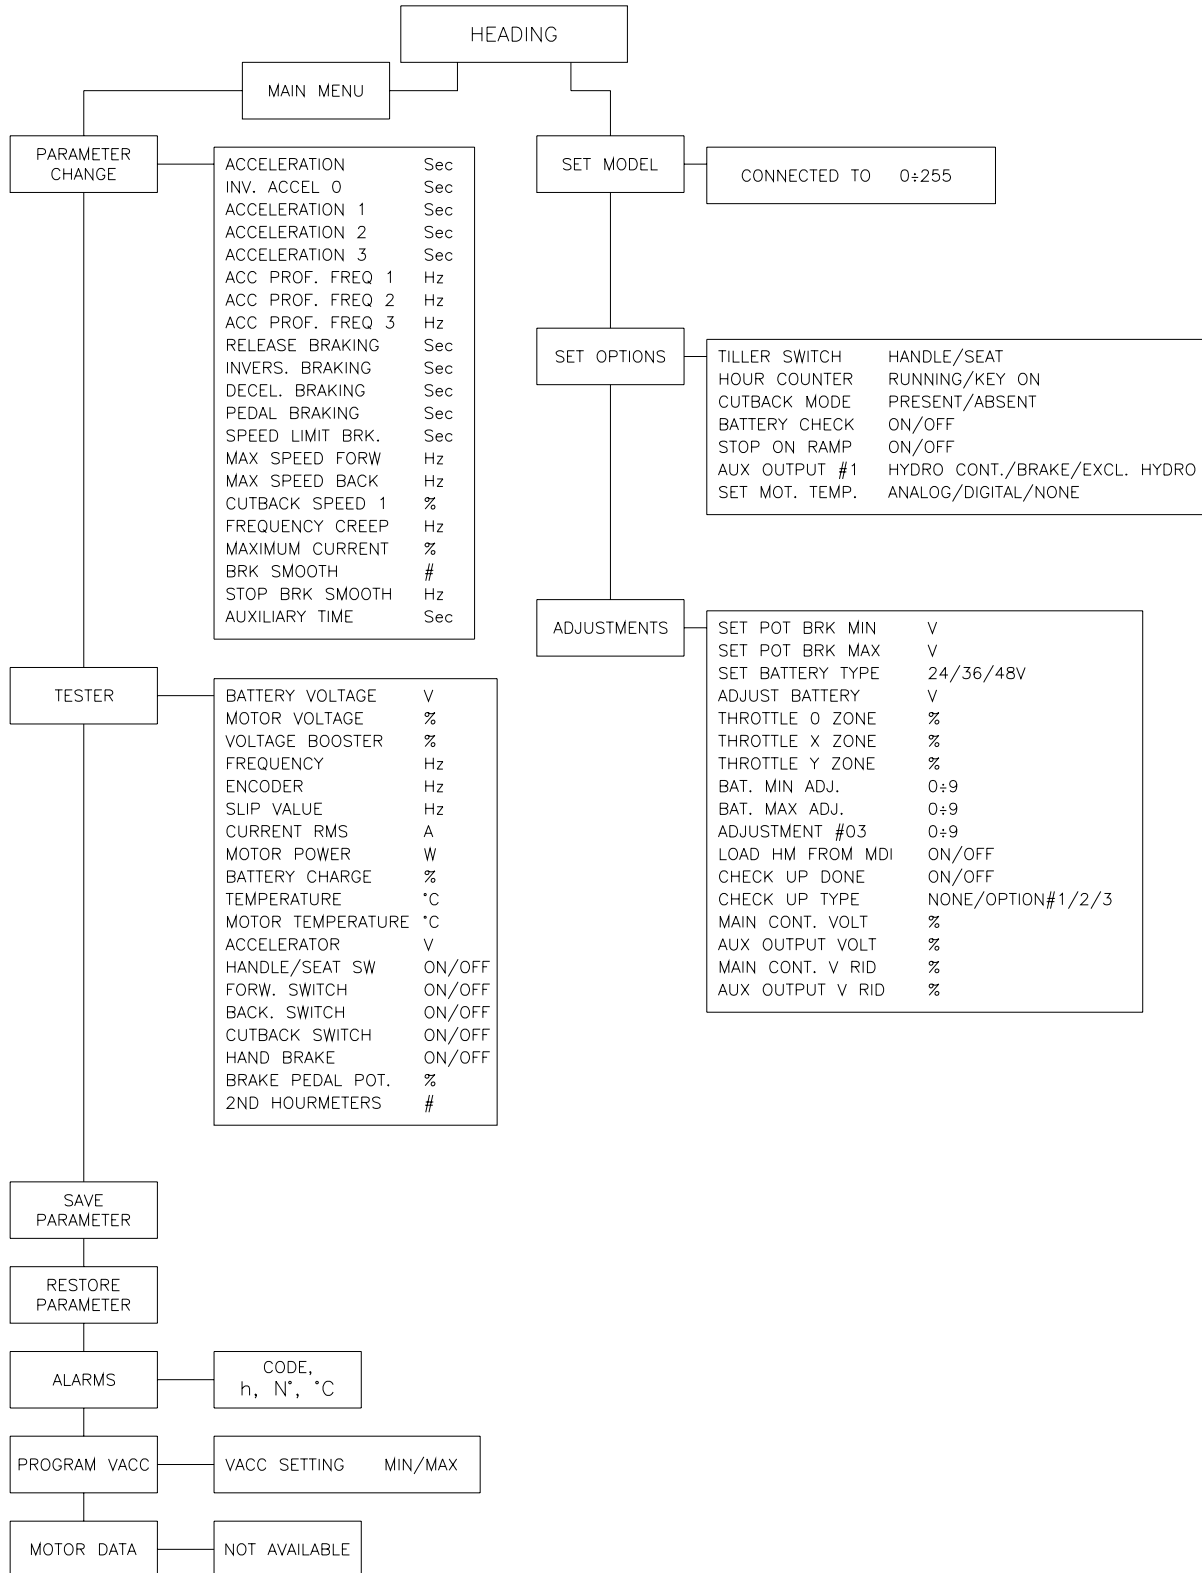 HEADING
MAIN MENU
PARAMETER
CHANGE
ACCELERATION Sec
INV. ACCEL 0 Sec
ACCELERATION 1 Sec
ACCELERATION 2 Sec
ACCELERATION 3 Sec
ACC PROF. FREQ 1 Hz
ACC PROF. FREQ 2 Hz
ACC PROF. FREQ 3 Hz
RELEASE BRAKING Sec
INVERS. BRAKING Sec
DECEL. BRAKING Sec
PEDAL BRAKING Sec
SPEED LIMIT BRK. Sec
MAX SPEED FORW Hz
MAX SPEED BACK Hz
CUTBACK SPEED 1 %
FREQUENCY CREEP Hz
MAXIMUM CURRENT %
BRK SMOOTH #
STOP BRK SMOOTH Hz
AUXILIARY TIME Sec
TESTER
BATTERY VOLTAGE V
MOTOR VOLTAGE %
VOLTAGE BOOSTER %
FREQUENCY Hz
ENCODER Hz
SLIP VALUE Hz
CURRENT RMS A
MOTOR POWER W
BATTERY CHARGE %
TEMPERATURE °C
MOTOR TEMPERATURE °C
ACCELERATOR V
HANDLE/SEAT SW ON/OFF
FORW. SWITCH ON/OFF
BACK. SWITCH ON/OFF
CUTBACK SWITCH ON/OFF
HAND BRAKE ON/OFF
BRAKE PEDAL POT. %
2ND HOURMETERS #
SAVE
PARAMETER
RESTORE
PARAMETER
ALARMS
CODE,
h, N°, °C
PROGRAM VACC
VACC SETTING MIN/MAX
MOTOR DATA
NOT AVAILABLE
SET MODEL
CONNECTED TO 0÷255
SET OPTIONS
TILLER SWITCH HANDLE/SEAT
HOUR COUNTER RUNNING/KEY ON
CUTBACK MODE PRESENT/ABSENT
BATTERY CHECK ON/OFF
STOP ON RAMP ON/OFF
AUX OUTPUT #1 HYDRO CONT./BRAKE/EXCL. HYDRO
SET MOT. TEMP. ANALOG/DIGITAL/NONE
ADJUSTMENTS
SET POT BRK MIN V
SET POT BRK MAX V
SET BATTERY TYPE 24/36/48V
ADJUST BATTERY V
THROTTLE 0 ZONE %
THROTTLE X ZONE %
THROTTLE Y ZONE %
BAT. MIN ADJ. 0÷9
BAT. MAX ADJ. 0÷9
ADJUSTMENT #03 0÷9
LOAD HM FROM MDI ON/OFF
CHECK UP DONE ON/OFF
CHECK UP TYPE NONE/OPTION#1/2/3
MAIN CONT. VOLT %
AUX OUTPUT VOLT %
MAIN CONT. V RID %
AUX OUTPUT V RID %